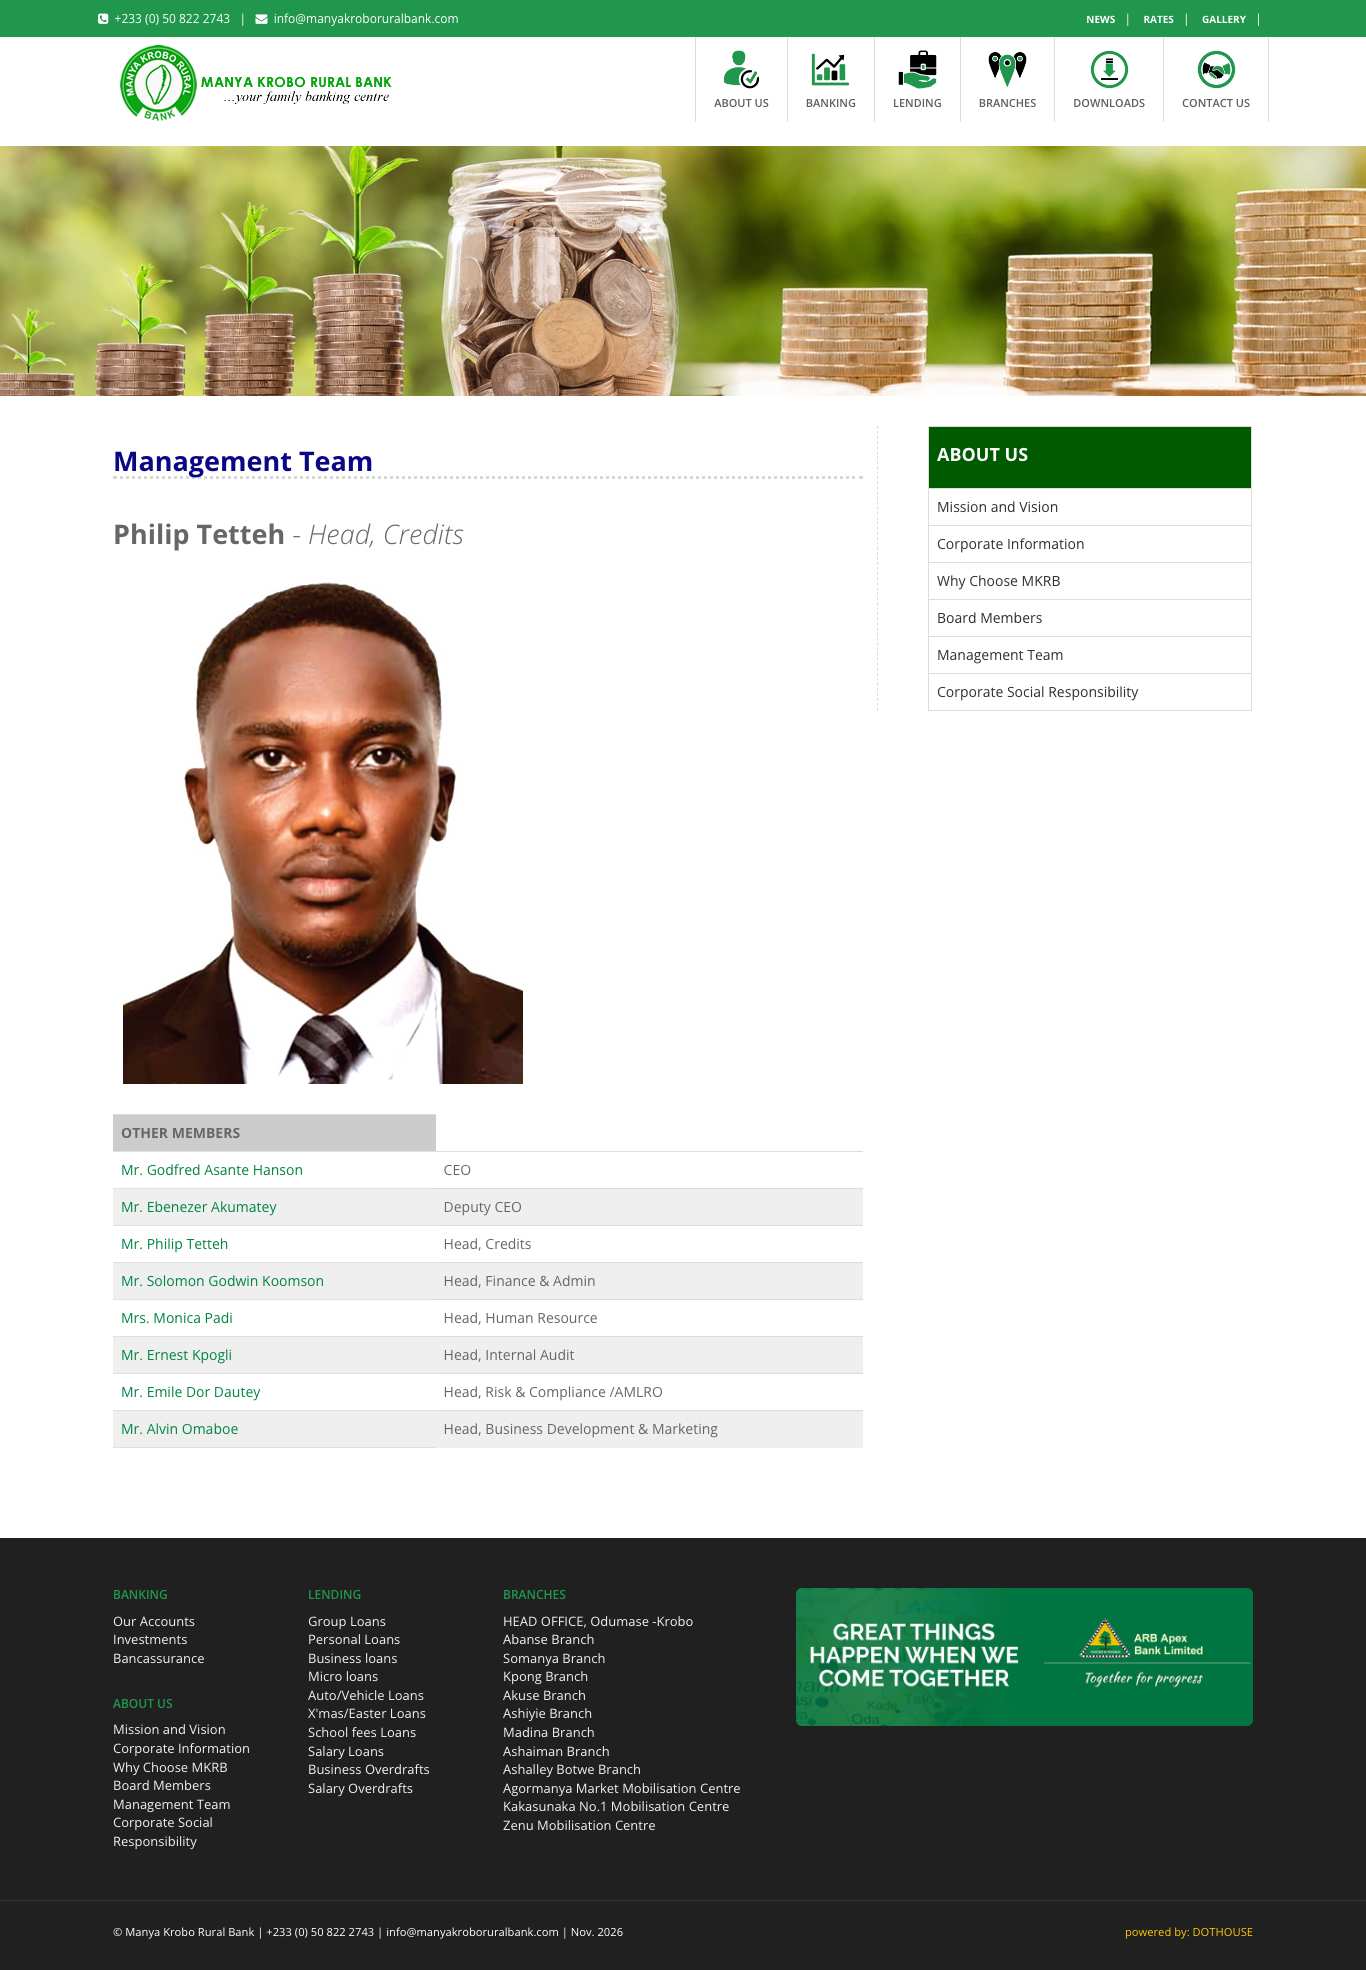 +233 (0) 50 822 2743 | info@manyakroboruralbank.com
NEWS | RATES | GALLERY |
MANYA KROBO RURAL
BANK
MANYA KROBO RURAL BANK
...your family banking centre
ABOUT US
BANKING
LENDING
BRANCHES
DOWNLOADS
CONTACT US
Management Team
Philip Tetteh - Head, Credits
ABOUT US
Mission and Vision
Corporate Information
Why Choose MKRB
Board Members
Management Team
Corporate Social Responsibility
OTHER MEMBERS
Mr. Godfred Asante Hanson CEO
Mr. Ebenezer Akumatey Deputy CEO
Mr. Philip Tetteh Head, Credits
Mr. Solomon Godwin Koomson Head, Finance & Admin
Mrs. Monica Padi Head, Human Resource
Mr. Ernest Kpogli Head, Internal Audit
Mr. Emile Dor Dautey Head, Risk & Compliance /AMLRO
Mr. Alvin Omaboe Head, Business Development & Marketing
BANKING
Our Accounts
Investments
Bancassurance
ABOUT US
Mission and Vision
Corporate Information
Why Choose MKRB
Board Members
Management Team
Corporate Social
Responsibility
LENDING
Group Loans
Personal Loans
Business loans
Micro loans
Auto/Vehicle Loans
X'mas/Easter Loans
School fees Loans
Salary Loans
Business Overdrafts
Salary Overdrafts
BRANCHES
HEAD OFFICE, Odumase -Krobo
Abanse Branch
Somanya Branch
Kpong Branch
Akuse Branch
Ashiyie Branch
Madina Branch
Ashaiman Branch
Ashalley Botwe Branch
Agormanya Market Mobilisation Centre
Kakasunaka No.1 Mobilisation Centre
Zenu Mobilisation Centre
LAKE
GREAT THINGS
HAPPEN WHEN WE
COME TOGETHER
Oda
ARB Apex
Bank Limited
Together for progress
© Manya Krobo Rural Bank | +233 (0) 50 822 2743 | info@manyakroboruralbank.com | Nov. 2026
powered by: DOTHOUSE